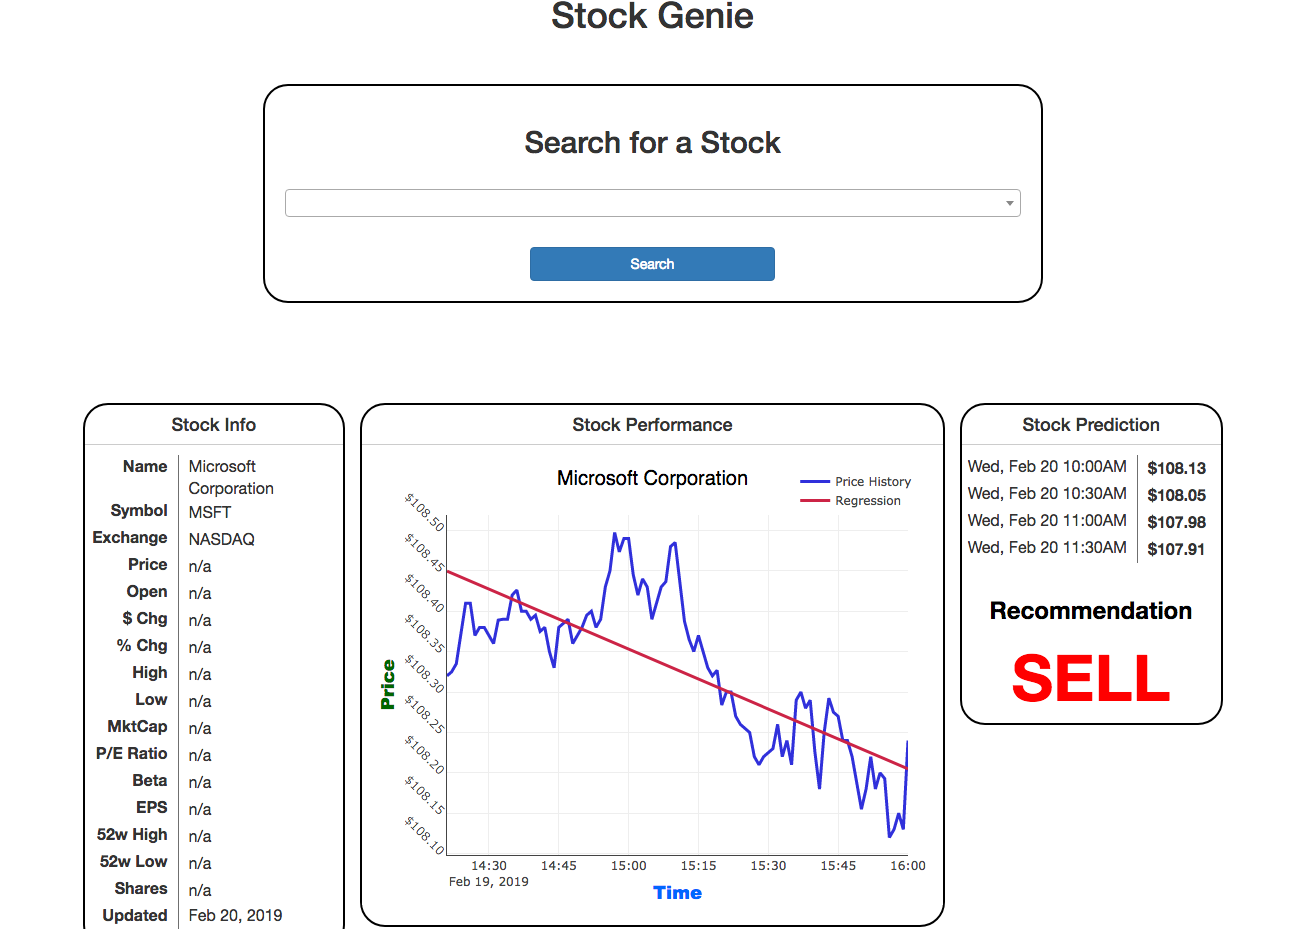 Stock Genie
Search for a Stock
Search
Stock Info
Name Microsoft
Corporation
Symbol MSFT
Exchange NASDAQ
Price n/a
Open n/a
$ Chg n/a
% Chg n/a
High n/a
Low n/a
MktCap n/a
P/E Ratio n/a
Beta n/a
EPS n/a
52w High n/a
52w Low n/a
Shares n/a
Updated Feb 20, 2019
Stock Performance
Microsoft Corporation
Price History
Regression
Price
$108.50
$108.45
$108.40
$108.35
$108.30
$108.25
$108.20
$108.15
$108.10
14:30 14:45 15:00 15:15 15:30 15:45 16:00
Feb 19, 2019
Time
Stock Prediction
Wed, Feb 20 10:00AM $108.13
Wed, Feb 20 10:30AM $108.05
Wed, Feb 20 11:00AM $107.98
Wed, Feb 20 11:30AM $107.91
Recommendation
SELL